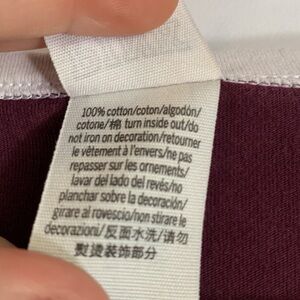 100% cotton/coton/algodón/
cotone/棉 turn inside out/do
not iron on decoration/retourner
le vêtement à l'envers/ne pas
repasser sur les ornements/
lavar del lado del revés/no
planchar sobre la decoración/
girare al rovescio/non stirare le
decorazioni/反面水洗/请勿
熨烫装饰部分